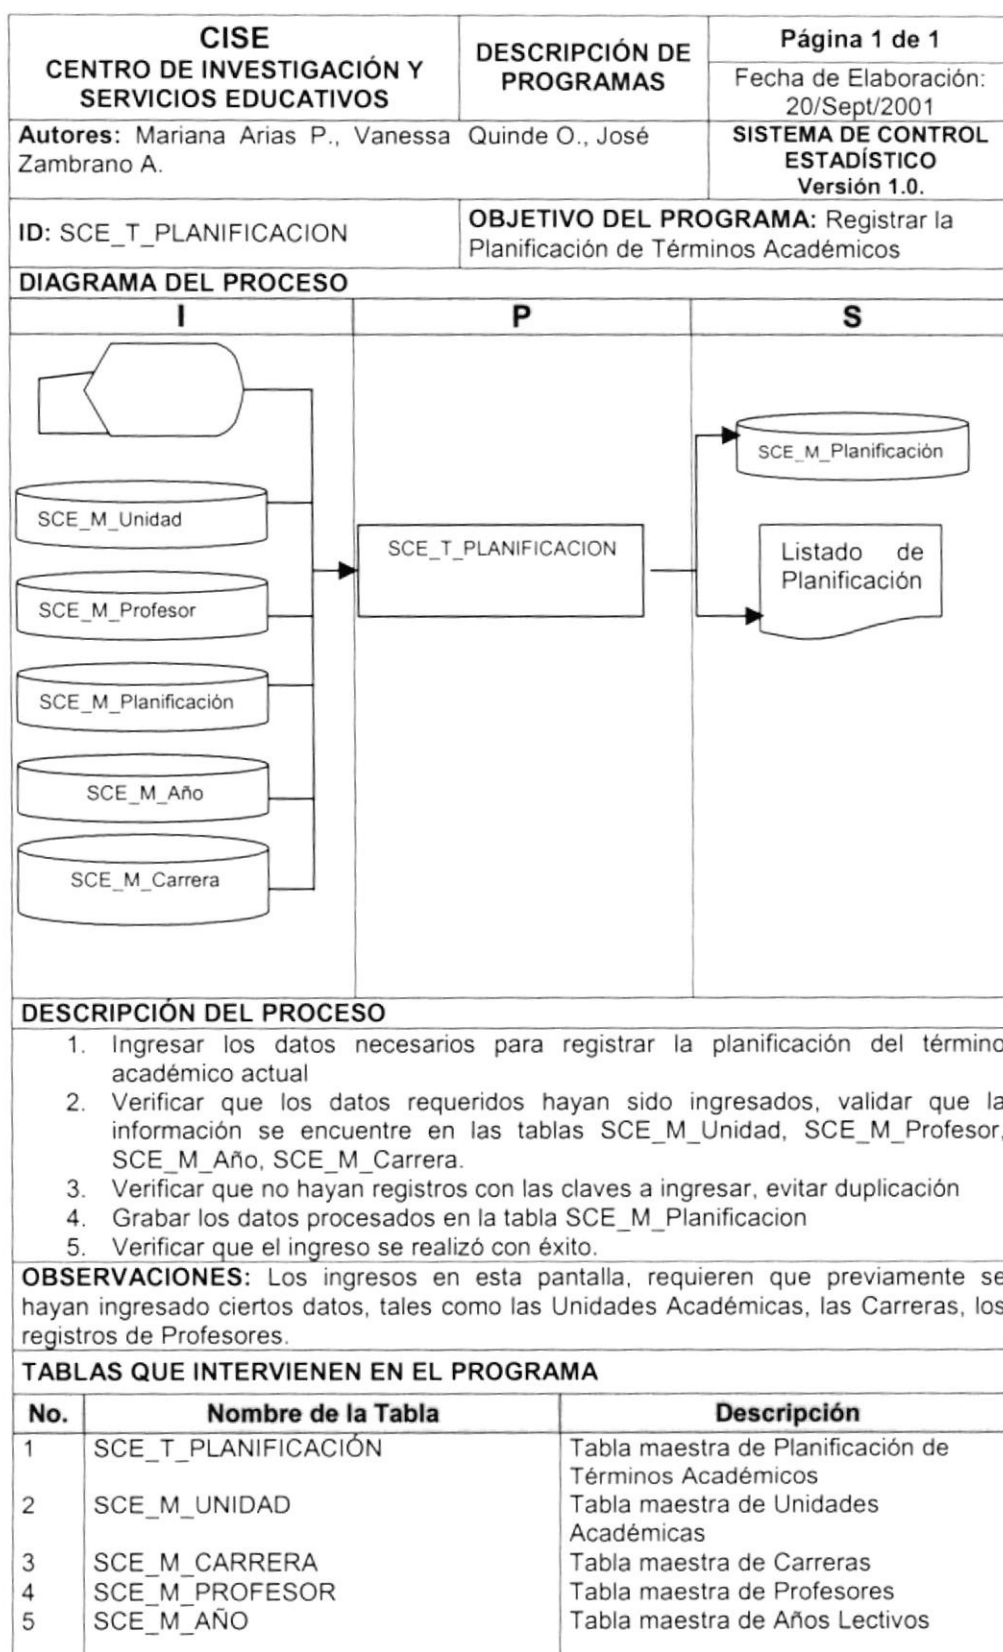 CISE
CENTRO DE INVESTIGACIÓN Y
SERVICIOS EDUCATIVOS
DESCRIPCIÓN DE
PROGRAMAS
Página 1 de 1
Fecha de Elaboración:
20/Sept/2001
Autores: Mariana Arias P., Vanessa Quinde O., José
Zambrano A.
SISTEMA DE CONTROL
ESTADÍSTICO
Versión 1.0.
ID: SCE_T_PLANIFICACION
OBJETIVO DEL PROGRAMA: Registrar la
Planificación de Términos Académicos
DIAGRAMA DEL PROCESO
I
P
S
SCE_M_Unidad
SCE_M_Profesor
SCE_M_Planificación
SCE_M_Año
SCE_M_Carrera
SCE_T_PLANIFICACION
SCE_M_Planificación
Listado de
Planificación
DESCRIPCIÓN DEL PROCESO
1. Ingresar los datos necesarios para registrar la planificación del término
académico actual
2. Verificar que los datos requeridos hayan sido ingresados, validar que la
información se encuentre en las tablas SCE_M_Unidad, SCE_M_Profesor,
SCE_M_Año, SCE_M_Carrera.
3. Verificar que no hayan registros con las claves a ingresar, evitar duplicación
4. Grabar los datos procesados en la tabla SCE_M_Planificacion
5. Verificar que el ingreso se realizó con éxito.
OBSERVACIONES: Los ingresos en esta pantalla, requieren que previamente se
hayan ingresado ciertos datos, tales como las Unidades Académicas, las Carreras, los
registros de Profesores.
TABLAS QUE INTERVIENEN EN EL PROGRAMA
No. Nombre de la Tabla Descripción
1 SCE_T_PLANIFICACIÓN Tabla maestra de Planificación de
Términos Académicos
2 SCE_M_UNIDAD Tabla maestra de Unidades
Académicas
3 SCE_M_CARRERA Tabla maestra de Carreras
4 SCE_M_PROFESOR Tabla maestra de Profesores
5 SCE_M_AÑO Tabla maestra de Años Lectivos